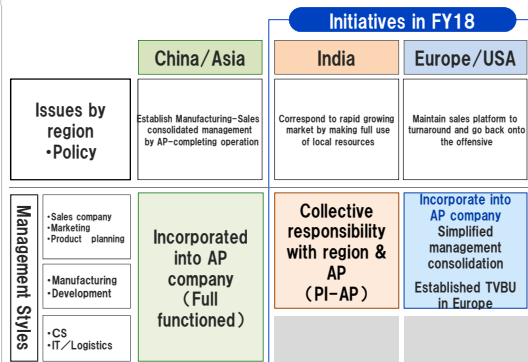 Initiatives in FY18
China/Asia
India
Europe/USA
Issues by
region
・Policy
Establish Manufacturing-Sales
consolidated management
by AP-completing operation
Correspond to rapid growing
market by making full use
of local resources
Maintain sales platform to
turnaround and go back onto
the offensive
Management Styles
・Sales company
・Marketing
・Product planning
・Manufacturing
・Development
・CS
・IT／Logistics
Incorporated
into AP
company
（Full
functioned）
Collective
responsibility
with region &
AP
（PI-AP）
Incorporate into
AP company
Simplified
management
consolidation
Established TVBU
in Europe